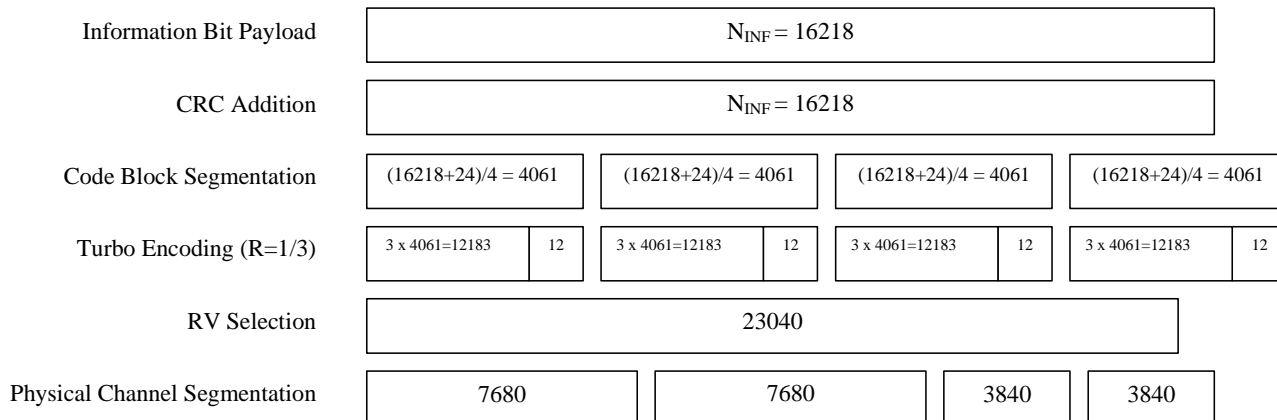 Information Bit Payload NINF = 16218
CRC Addition NINF = 16218
Code Block Segmentation (16218+24)/4 = 4061 (16218+24)/4 = 4061 (16218+24)/4 = 4061 (16218+24)/4 = 4061
Turbo Encoding (R=1/3) 3 x 4061=12183 12 3 x 4061=12183 12 3 x 4061=12183 12 3 x 4061=12183 12
RV Selection 23040
Physical Channel Segmentation 7680 7680 3840 3840